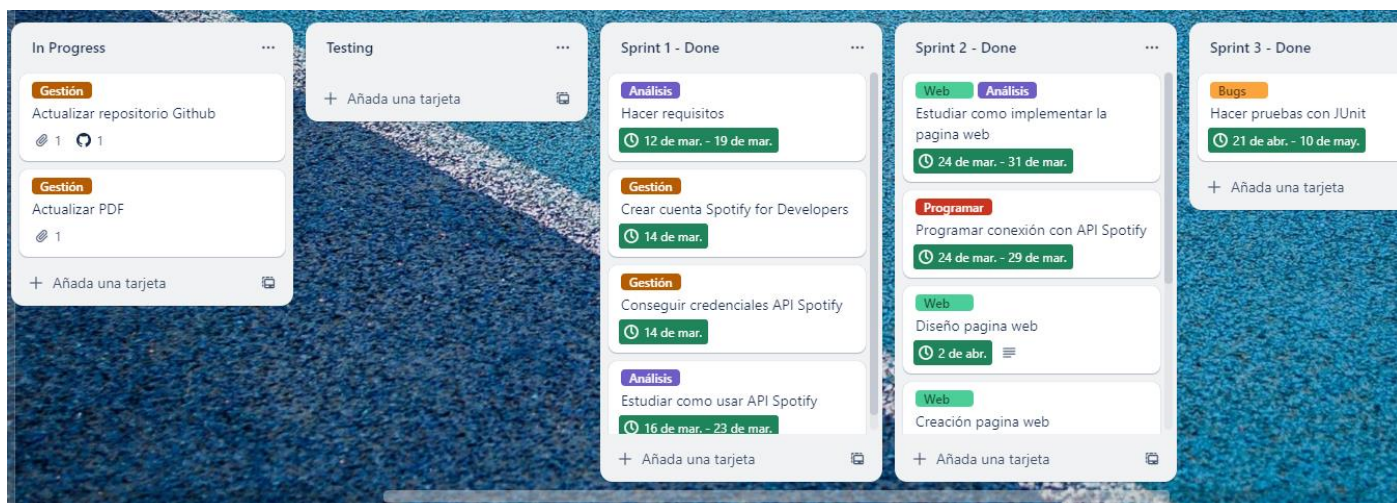 In Progress
Gestión
Actualizar repositorio Github
1 1
Gestión
Actualizar PDF
1
+ Añada una tarjeta
Testing
+ Añada una tarjeta
Sprint 1 - Done
Análisis
Hacer requisitos
12 de mar. - 19 de mar.
Gestión
Crear cuenta Spotify for Developers
14 de mar.
Gestión
Conseguir credenciales API Spotify
14 de mar.
Análisis
Estudiar como usar API Spotify
16 de mar. - 23 de mar.
+ Añada una tarjeta
Sprint 2 - Done
Web Análisis
Estudiar como implementar la
pagina web
24 de mar. - 31 de mar.
Programar
Programar conexión con API Spotify
24 de mar. - 29 de mar.
Web
Diseño pagina web
2 de abr.
Web
Creación pagina web
+ Añada una tarjeta
Sprint 3 - Done
Bugs
Hacer pruebas con JUnit
21 de abr. - 10 de may.
+ Añada una tarjeta